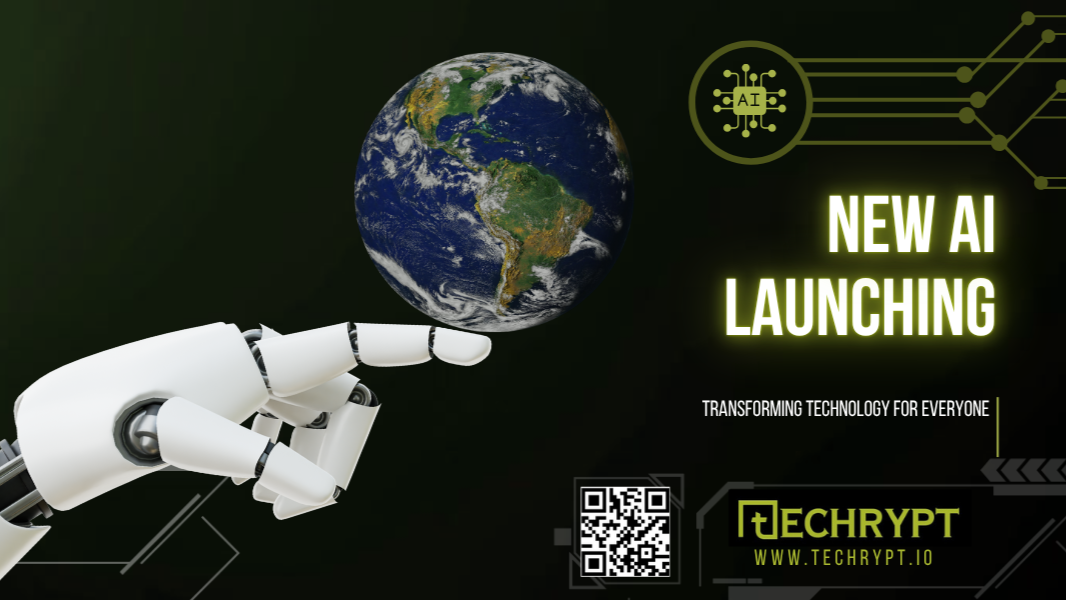 AI
NEW AI
LAUNCHING
TRANSFORMING TECHNOLOGY FOR EVERYONE
tECHRYPT
WWW.TECHRYPT.IO